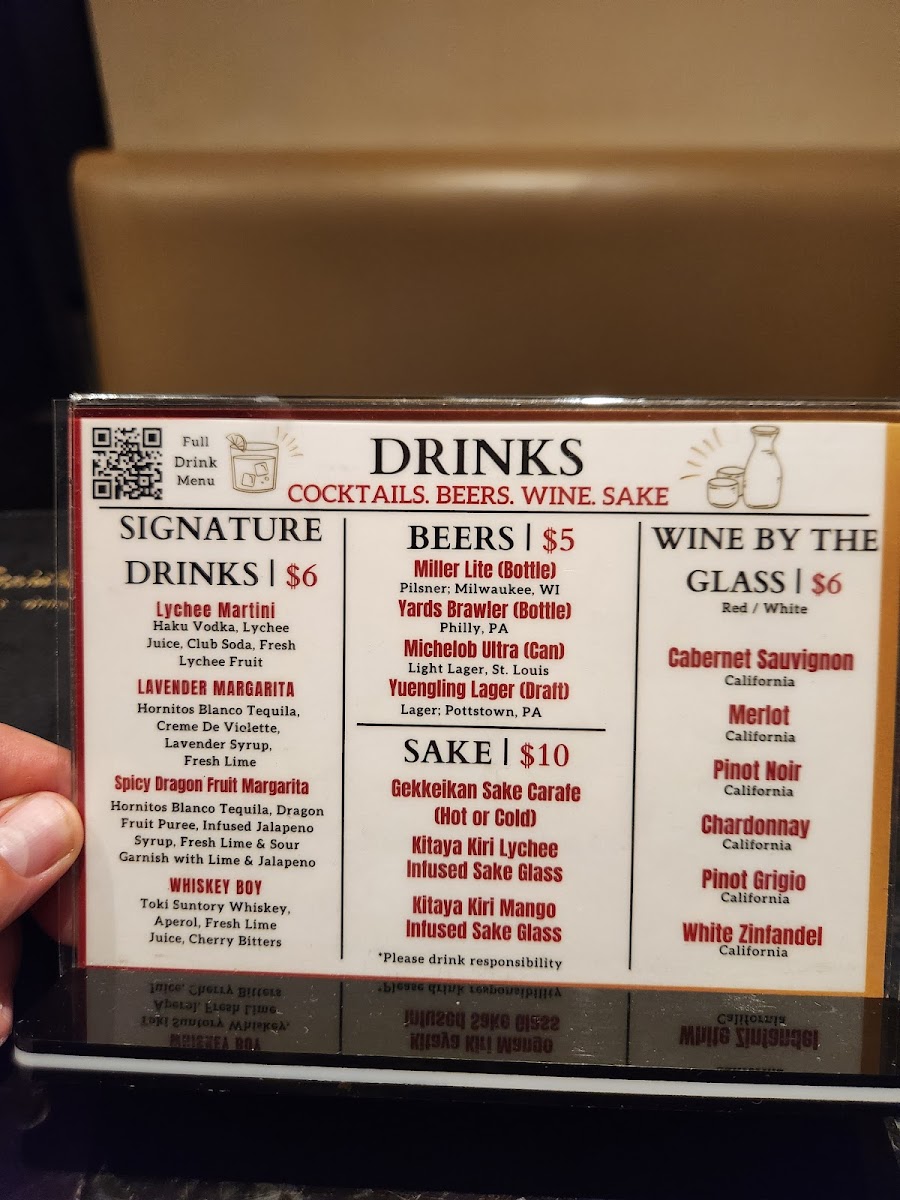 Full
Drink
Menu
DRINKS
COCKTAILS. BEERS. WINE. SAKE
SIGNATURE
DRINKS | $6
Lychee Martini
Haku Vodka, Lychee
Juice, Club Soda, Fresh
Lychee Fruit
LAVENDER MARGARITA
Hornitos Blanco Tequila,
Creme De Violette,
Lavender Syrup,
Fresh Lime
Spicy Dragon Fruit Margarita
Hornitos Blanco Tequila, Dragon
Fruit Puree, Infused Jalapeno
Syrup, Fresh Lime & Sour
Garnish with Lime & Jalapeno
WHISKEY BOY
Toki Suntory Whiskey,
Aperol, Fresh Lime
Juice, Cherry Bitters
BEERS | $5
Miller Lite (Bottle)
Pilsner; Milwaukee, WI
Yards Brawler (Bottle)
Philly, PA
Michelob Ultra (Can)
Light Lager, St. Louis
Yuengling Lager (Draft)
Lager; Pottstown, PA
SAKE | $10
Gekkeikan Sake Carafe
(Hot or Cold)
Kitaya Kiri Lychee
Infused Sake Glass
Kitaya Kiri Mango
Infused Sake Glass
*Please drink responsibility
WINE BY THE
GLASS | $6
Red / White
Cabernet Sauvignon
California
Merlot
California
Pinot Noir
California
Chardonnay
California
Pinot Grigio
California
White Zinfandel
California